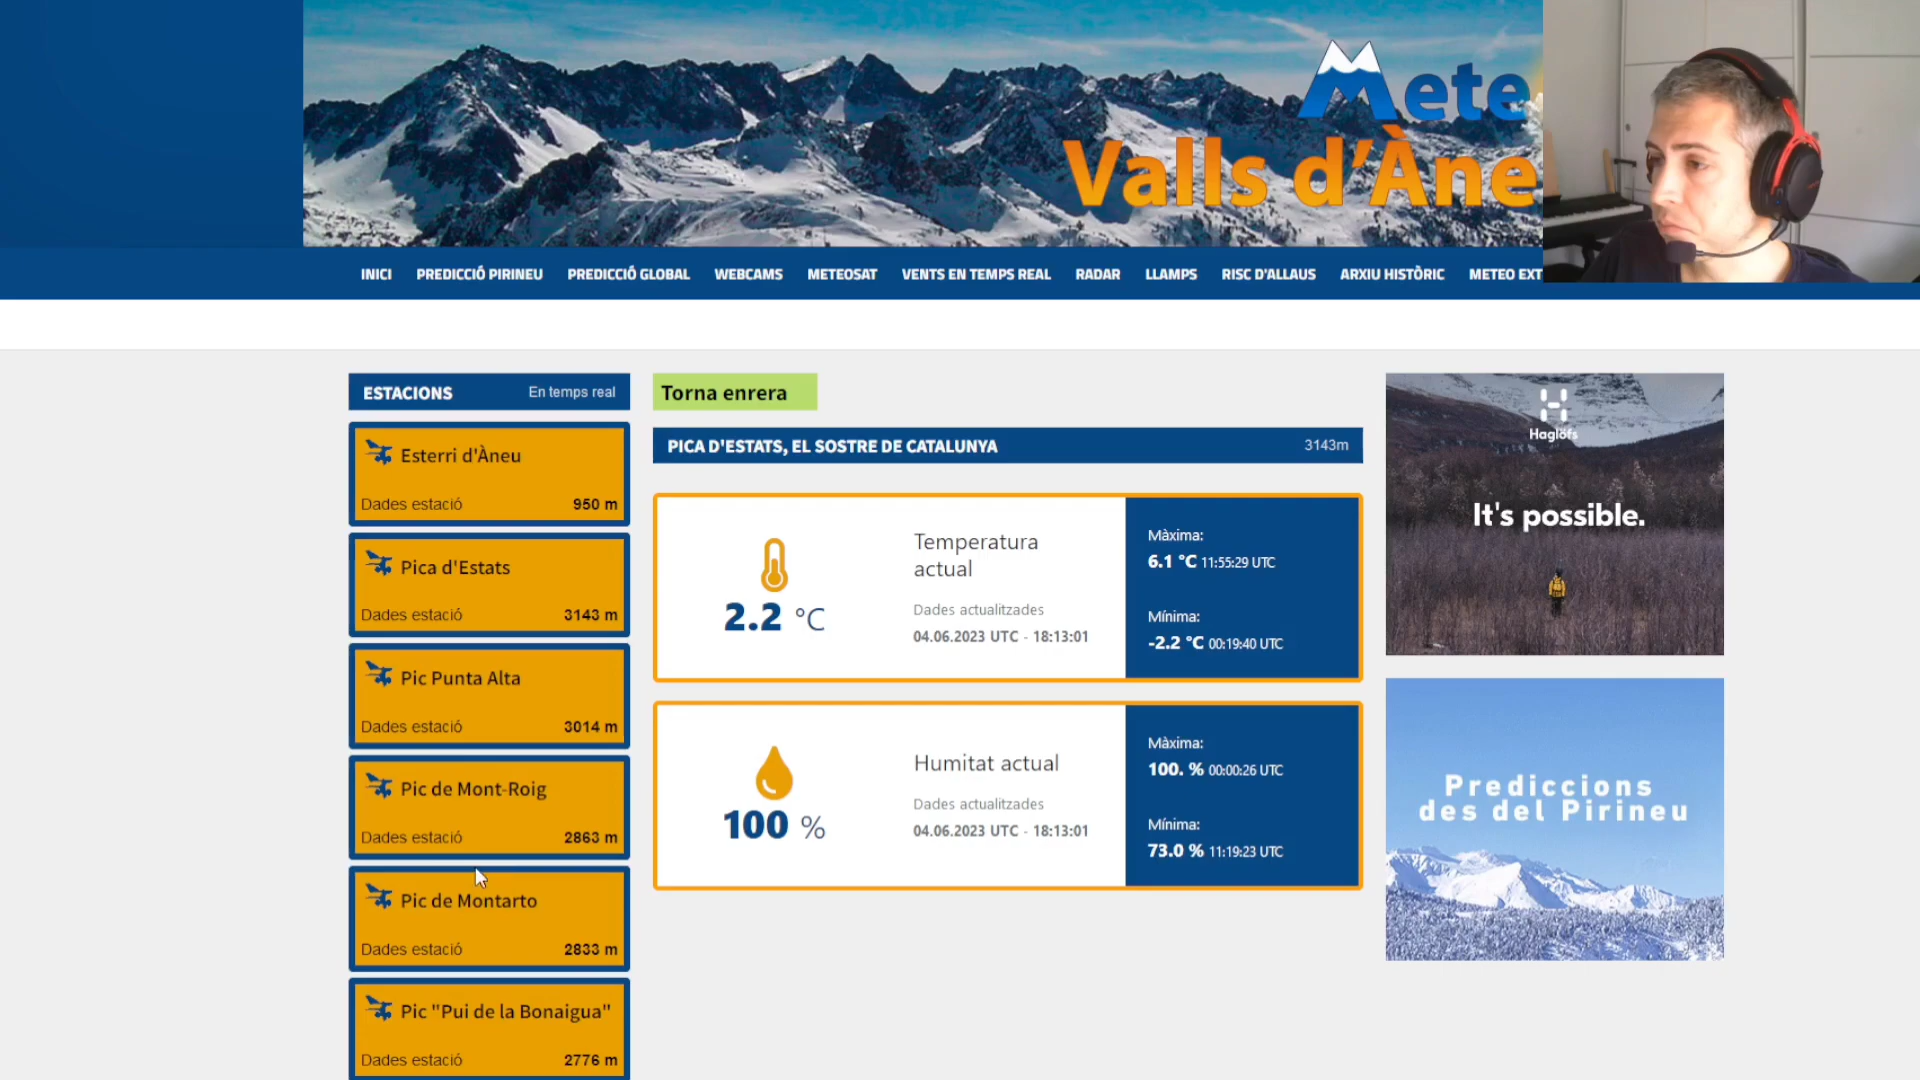 Mete
Valls d'Àne
INICI PREDICCIÓ PIRINEU PREDICCIÓ GLOBAL WEBCAMS METEOSAT VENTS EN TEMPS REAL RADAR LLAMPS RISC D'ALLAUS ARXIU HISTÒRIC METEO EXT
ESTACIONS En temps real
Esterri d'Àneu
Dades estació 950 m
Pica d'Estats
Dades estació 3143 m
Pic Punta Alta
Dades estació 3014 m
Pic de Mont-Roig
Dades estació 2863 m
Pic de Montarto
Dades estació 2833 m
Pic "Pui de la Bonaigua"
Dades estació 2776 m
Torna enrera
PICA D'ESTATS, EL SOSTRE DE CATALUNYA 3143m
2.2 °C
Temperatura
actual
Dades actualitzades
04.06.2023 UTC - 18:13:01
Màxima:
6.1 °C 11:55:29 UTC
Mínima:
-2.2 °C 00:19:40 UTC
100 %
Humitat actual
Dades actualitzades
04.06.2023 UTC - 18:13:01
Màxima:
100. % 00:00:26 UTC
Mínima:
73.0 % 11:19:23 UTC
Haglöfs
It's possible.
Prediccions
des del Pirineu